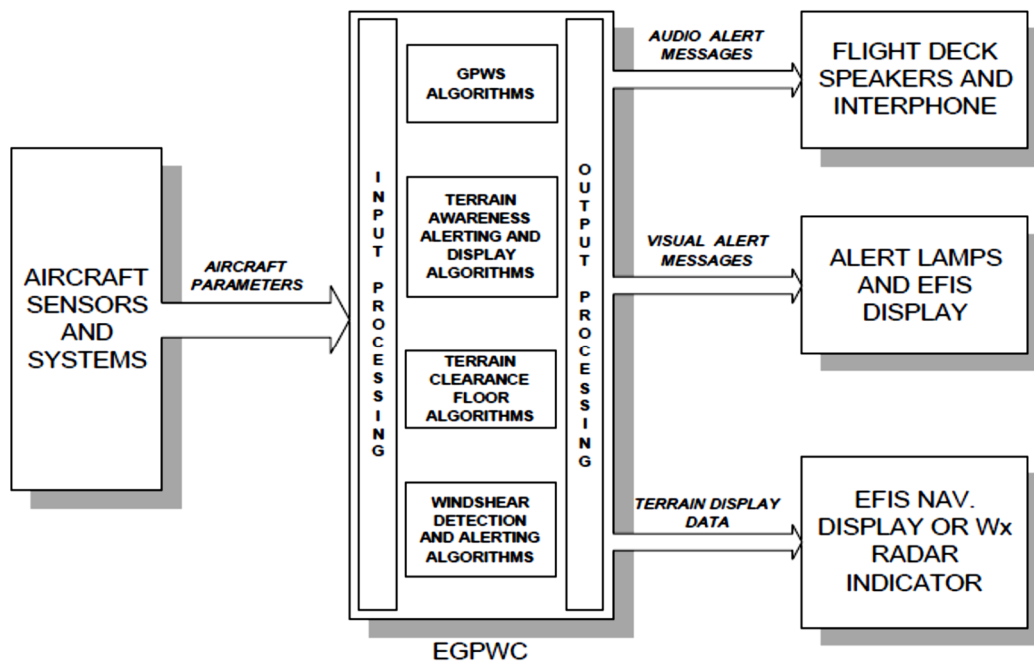 AIRCRAFT
SENSORS
AND
SYSTEMS
AIRCRAFT
PARAMETERS
INPUT PROCESSING
GPWS
ALGORITHMS
TERRAIN
AWARENESS
ALERTING AND
DISPLAY
ALGORITHMS
TERRAIN
CLEARANCE
FLOOR
ALGORITHMS
WINDSHEAR
DETECTION
AND ALERTING
ALGORITHMS
OUTPUT PROCESSING
EGPWC
AUDIO ALERT
MESSAGES
FLIGHT DECK
SPEAKERS AND
INTERPHONE
VISUAL ALERT
MESSAGES
ALERT LAMPS
AND EFIS
DISPLAY
TERRAIN DISPLAY
DATA
EFIS NAV.
DISPLAY OR Wx
RADAR
INDICATOR